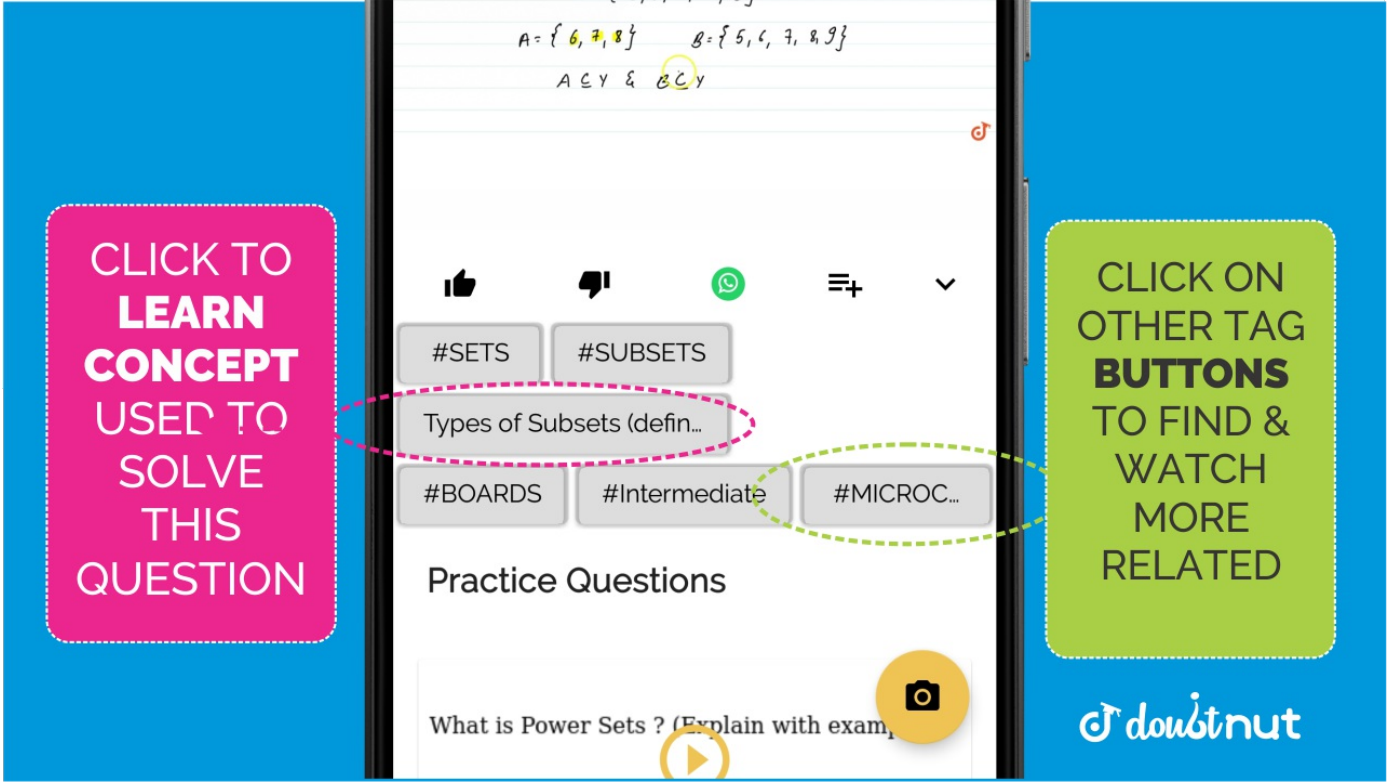 A = { 6, 7, 8} B = { 5, 6, 7, 8, 9}
A ⊆ Y & B ⊆ Y
CLICK TO
LEARN
CONCEPT
USED TO
SOLVE
THIS
QUESTION
#SETS #SUBSETS
Types of Subsets (defin...
#BOARDS #Intermediate #MICROC...
Practice Questions
What is Power Sets ? (Explain with examp
CLICK ON
OTHER TAG
BUTTONS
TO FIND &
WATCH
MORE
RELATED
doubtnut